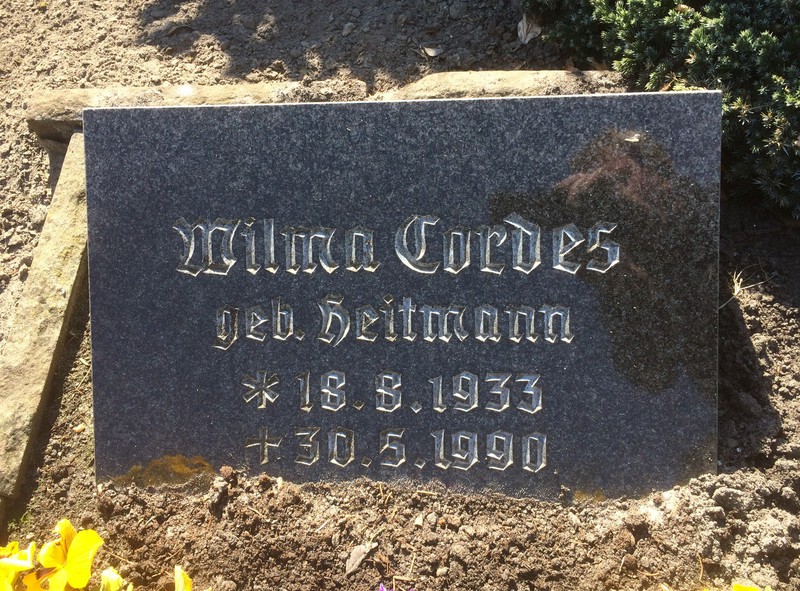 Wilma Cordes
geb. Heitmann
* 18.8.1933
† 30.5.1990